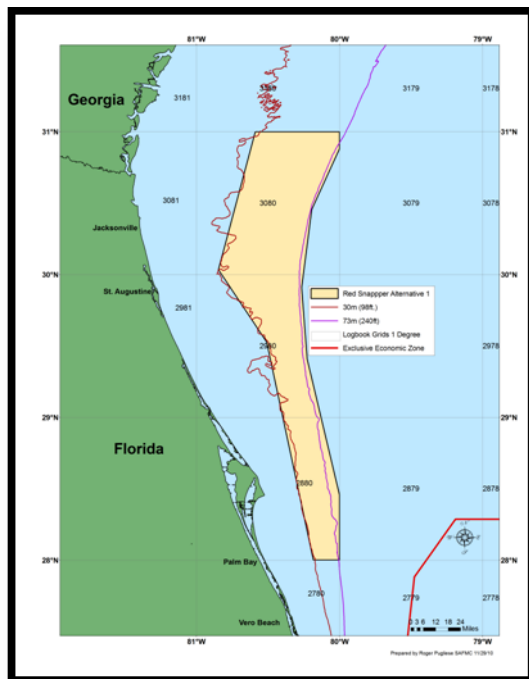 81°W 80°W 79°W
Georgia
3181
3180
3179
3178
31°N 31°N
3081
3080
3079
3078
Jacksonville
30°N 30°N
St. Augustine
2981
2980
2979
2978
Red Snappper Alternative 1
30m (98ft.)
73m (240ft)
Logbook Grids 1 Degree
Exclusive Economic Zone
29°N 29°N
Florida
2880
2879
2878
28°N 28°N
Palm Bay
2780
2779
2778
Vero Beach
0 3 6 12 18 24
Miles
81°W 80°W 79°W
Prepared by Roger Pugliese SAFMC 11/29/10